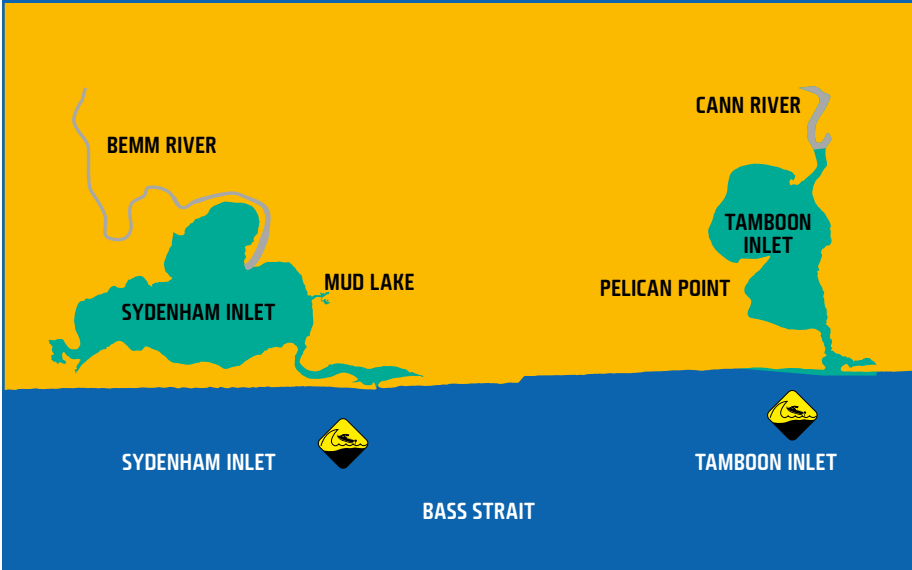 CANN RIVER
BEMM RIVER
TAMBOON
INLET
MUD LAKE
PELICAN POINT
SYDENHAM INLET
SYDENHAM INLET
TAMBOON INLET
BASS STRAIT